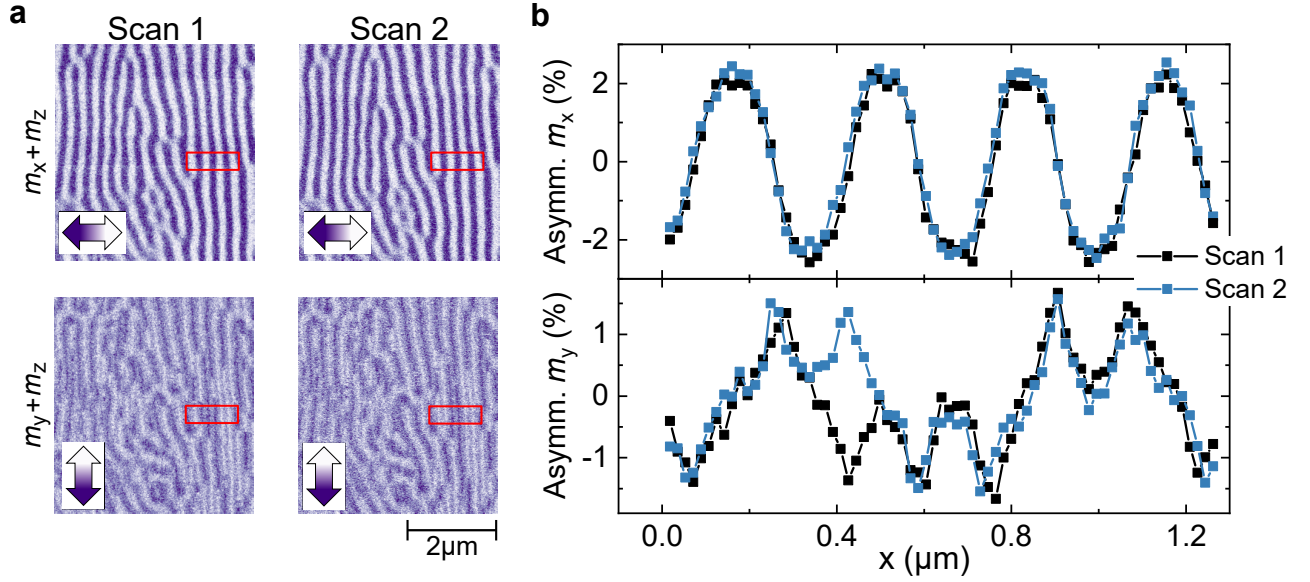 a
Scan 1
Scan 2
mx+mz
my+mz
2μm
b
Asymm. mx (%)
2
0
-2
Scan 1
Scan 2
Asymm. my (%)
1
0
-1
0.0
0.4
0.8
1.2
x (μm)